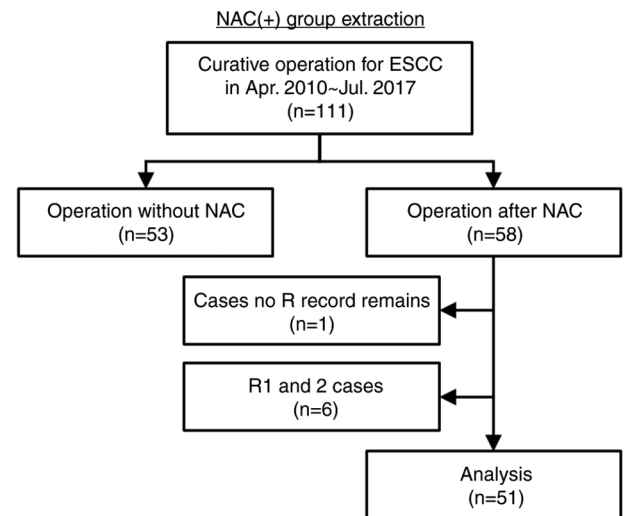 NAC(+) group extraction
Curative operation for ESCC
in Apr. 2010~Jul. 2017
(n=111)
Operation without NAC
(n=53)
Operation after NAC
(n=58)
Cases no R record remains
(n=1)
R1 and 2 cases
(n=6)
Analysis
(n=51)